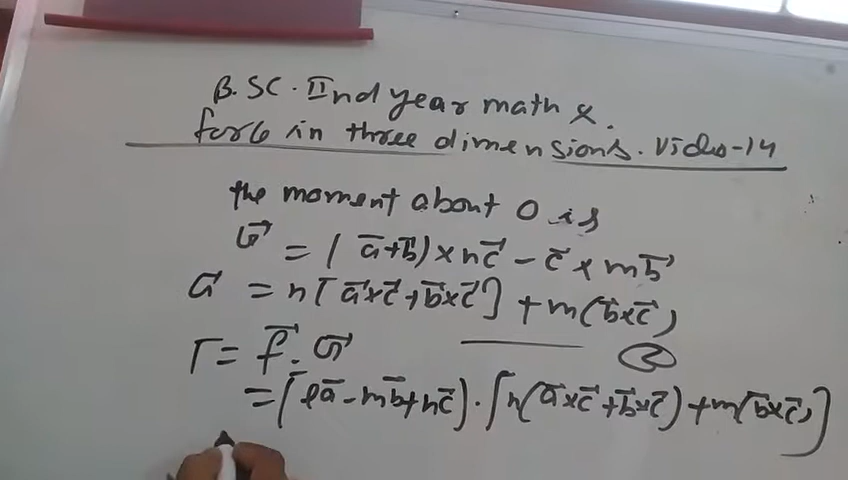 B.SC. IInd year math x.
force in three dimensions. Video-14
the moment about O is
G⃗ = (a̅+b̅) × nc⃗ - c⃗ × mb⃗
G⃗ = n[a⃗×c⃗+b⃗×c⃗] + m(b⃗×c⃗)
②
Γ = f⃗ . G⃗
= [la̅ - mb̅+nc̅) . [n(a̅×c̅+b̅×c̅)+m(b̅×c̅)]